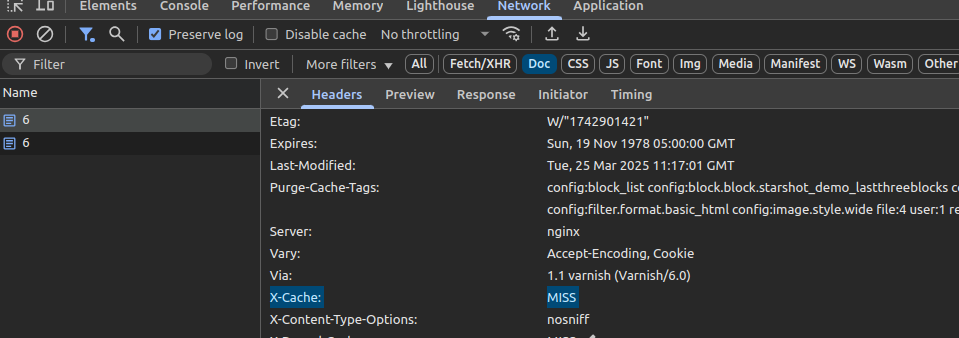 Elements Console Performance Memory Lighthouse Network Application
Preserve log Disable cache No throttling
Filter Invert More filters All Fetch/XHR Doc CSS JS Font Img Media Manifest WS Wasm Other
Name
Headers Preview Response Initiator Timing
6
6
Etag: W/"1742901421"
Expires: Sun, 19 Nov 1978 05:00:00 GMT
Last-Modified: Tue, 25 Mar 2025 11:17:01 GMT
Purge-Cache-Tags: config:block_list config:block.block.starshot_demo_lastthreeblocks
config:filter.format.basic_html config:image.style.wide file:4 user:1
Server: nginx
Vary: Accept-Encoding, Cookie
Via: 1.1 varnish (Varnish/6.0)
X-Cache: MISS
X-Content-Type-Options: nosniff